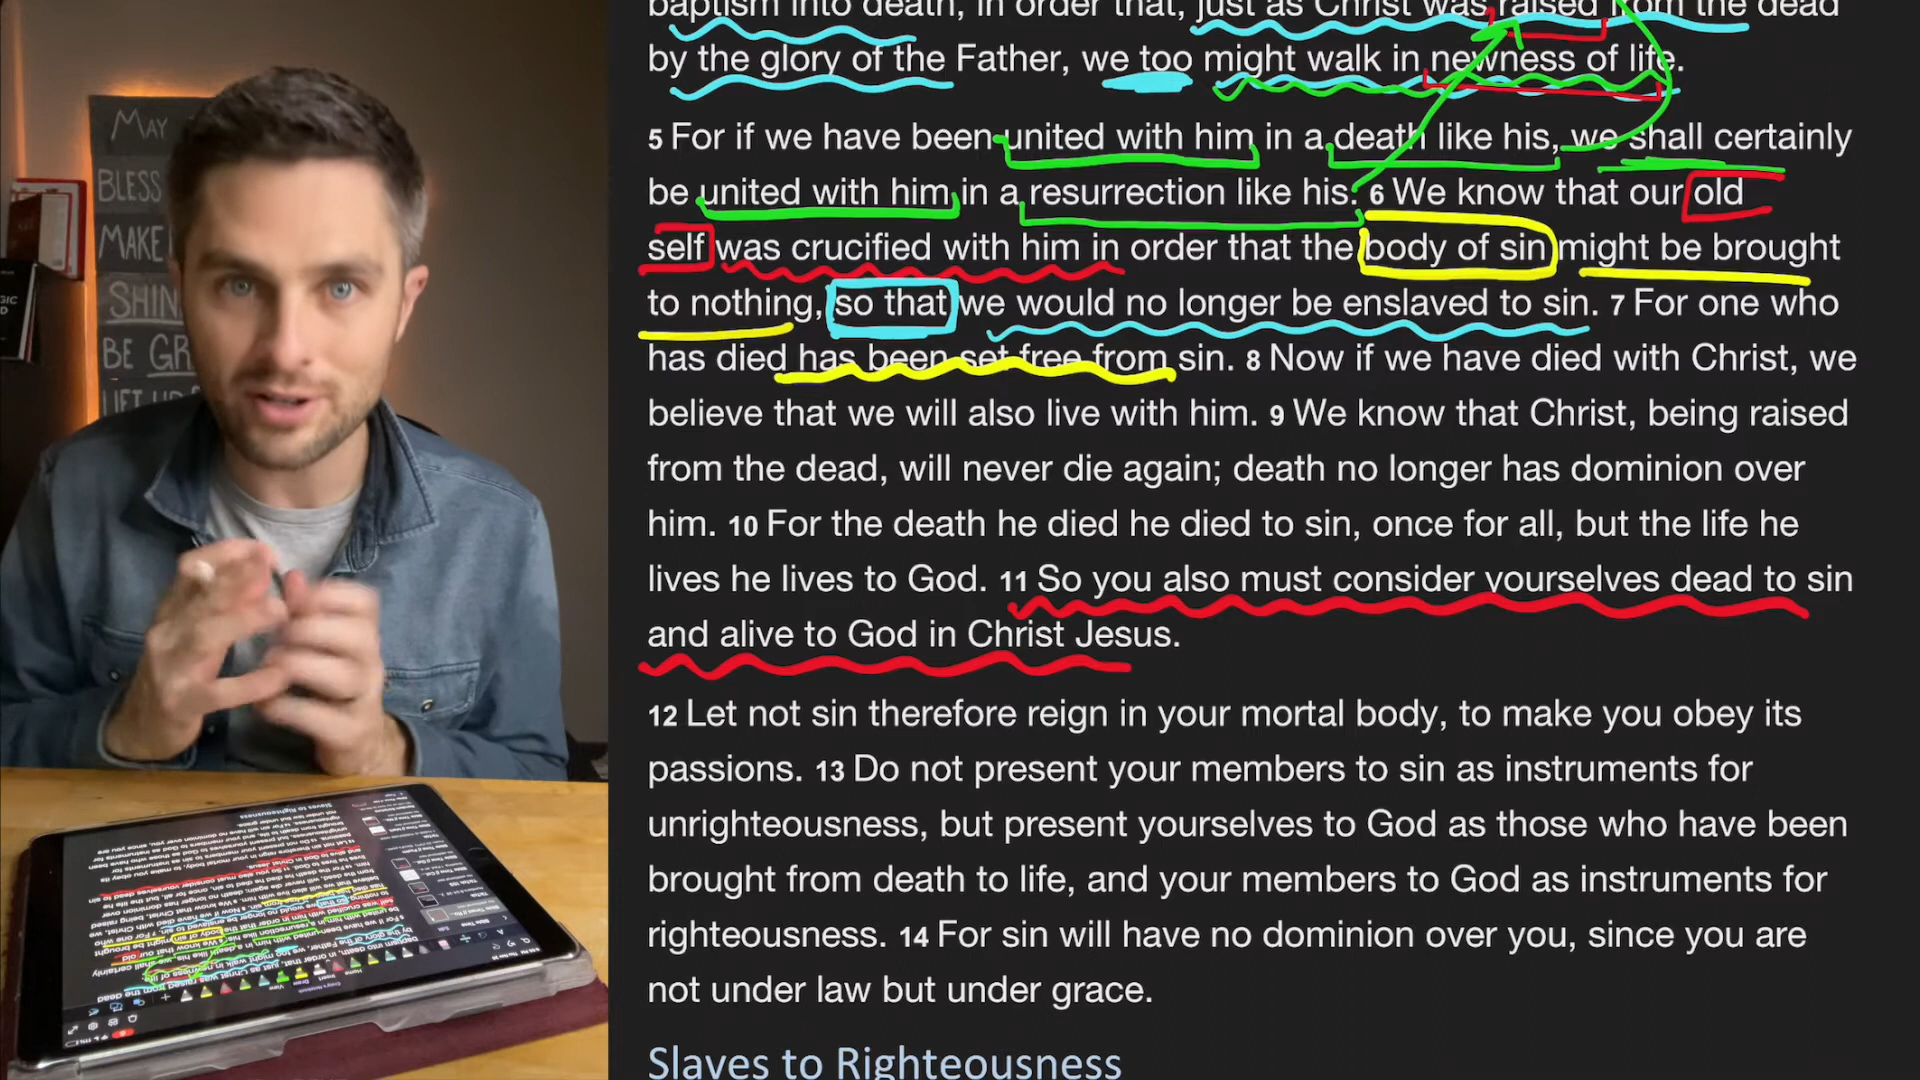 MAY
BLESS
MAKE
SHIN
BE GR
LIFT UP
baptism into death, in order that, just as Christ was raised from the dead
by the glory of the Father, we too might walk in newness of life.
5 For if we have been united with him in a death like his, we shall certainly
be united with him in a resurrection like his. 6 We know that our old
self was crucified with him in order that the body of sin might be brought
to nothing, so that we would no longer be enslaved to sin. 7 For one who
has died has been set free from sin. 8 Now if we have died with Christ, we
believe that we will also live with him. 9 We know that Christ, being raised
from the dead, will never die again; death no longer has dominion over
him. 10 For the death he died he died to sin, once for all, but the life he
lives he lives to God. 11 So you also must consider yourselves dead to sin
and alive to God in Christ Jesus.
12 Let not sin therefore reign in your mortal body, to make you obey its
passions. 13 Do not present your members to sin as instruments for
unrighteousness, but present yourselves to God as those who have been
brought from death to life, and your members to God as instruments for
righteousness. 14 For sin will have no dominion over you, since you are
not under law but under grace.
Slaves to Righteousness